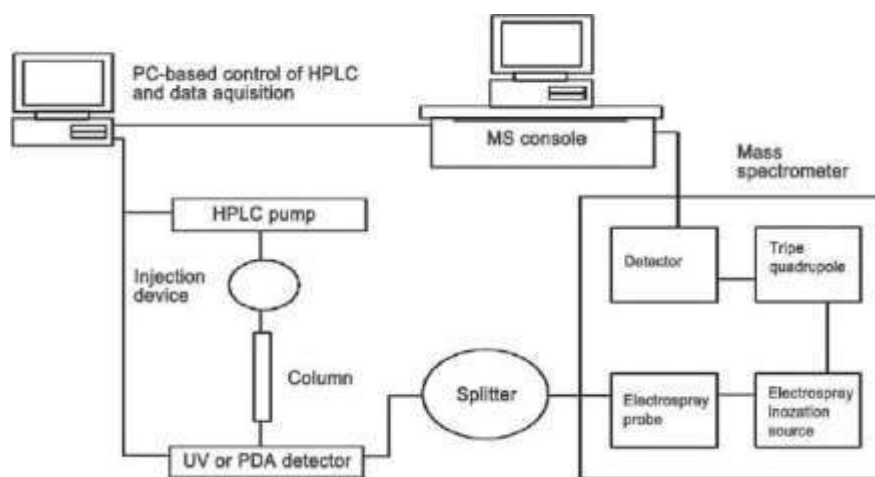 PC-based control of HPLC
and data aquisition
MS console
Mass
spectrometer
HPLC pump
Injection
device
Column
UV or PDA detector
Splitter
Detector
Tripe
quadrupole
Electrospray
probe
Electrospray
Inozation
source